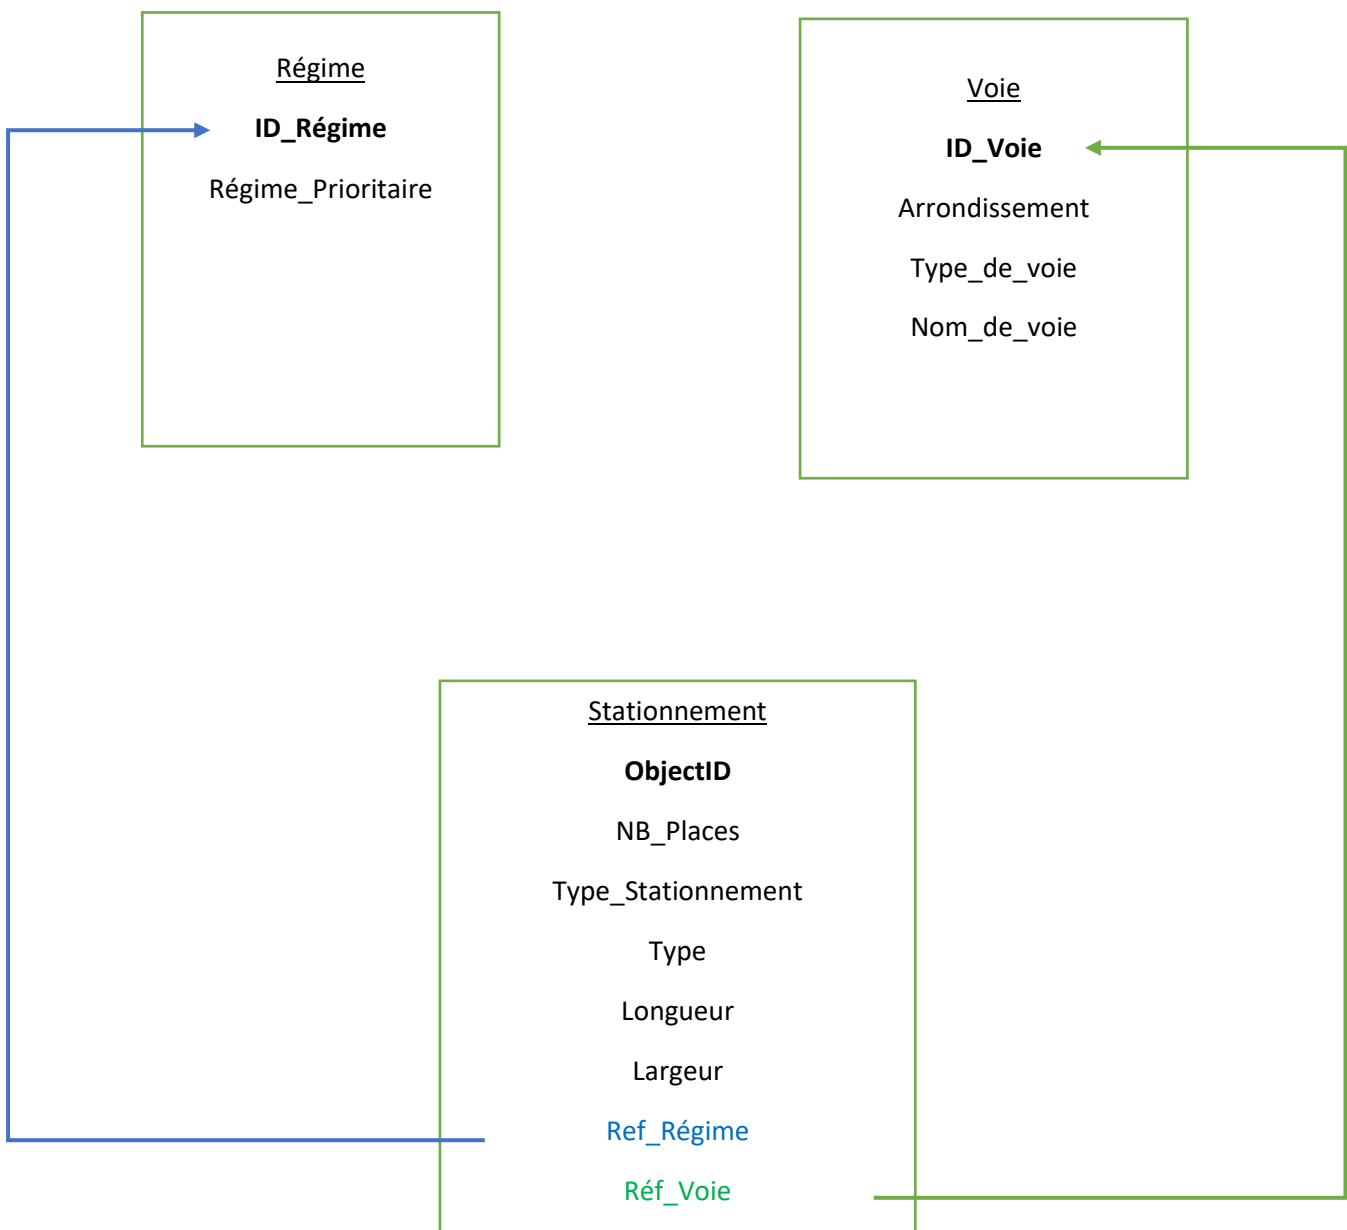 Régime
ID_Régime
Régime_Prioritaire
Voie
ID_Voie
Arrondissement
Type_de_voie
Nom_de_voie
Stationnement
ObjectID
NB_Places
Type_Stationnement
Type
Longueur
Largeur
Ref_Régime
Réf_Voie